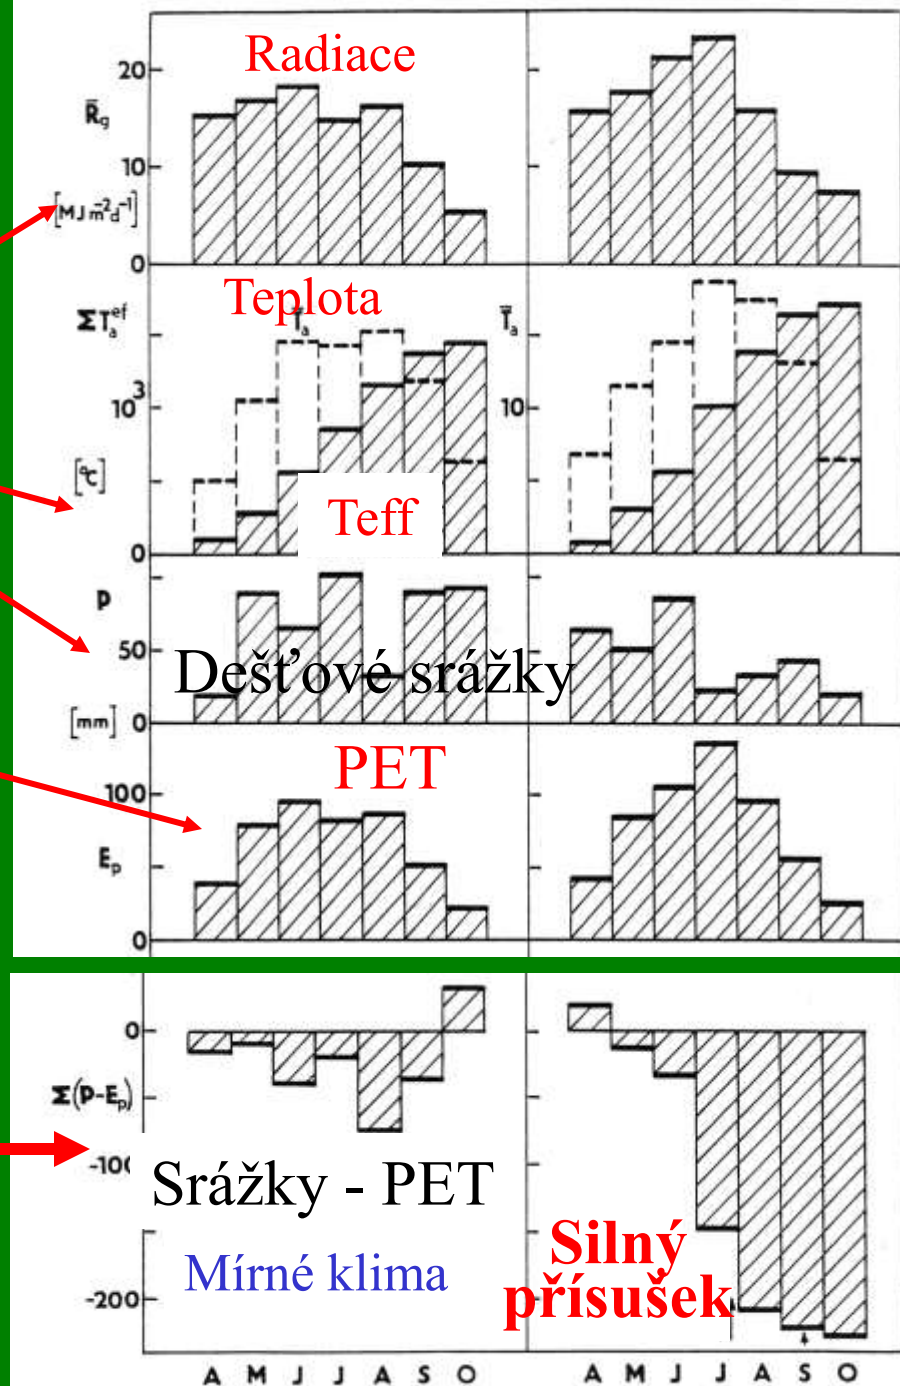 Radiace
20
R̄g
10
[MJ m⁻²d⁻¹]
0
Teplota
ΣTₐᵉᶠ
T̄ₐ
10³
10
[°C]
Teff
0
P
50
Dešťové srážky
[mm]
0
PET
100
Eₚ
0
0
Σ(P-Eₚ)
Srážky - PET
Mírné klima
Silný
přísušek
-200
A M J J A S O A M J J A S O